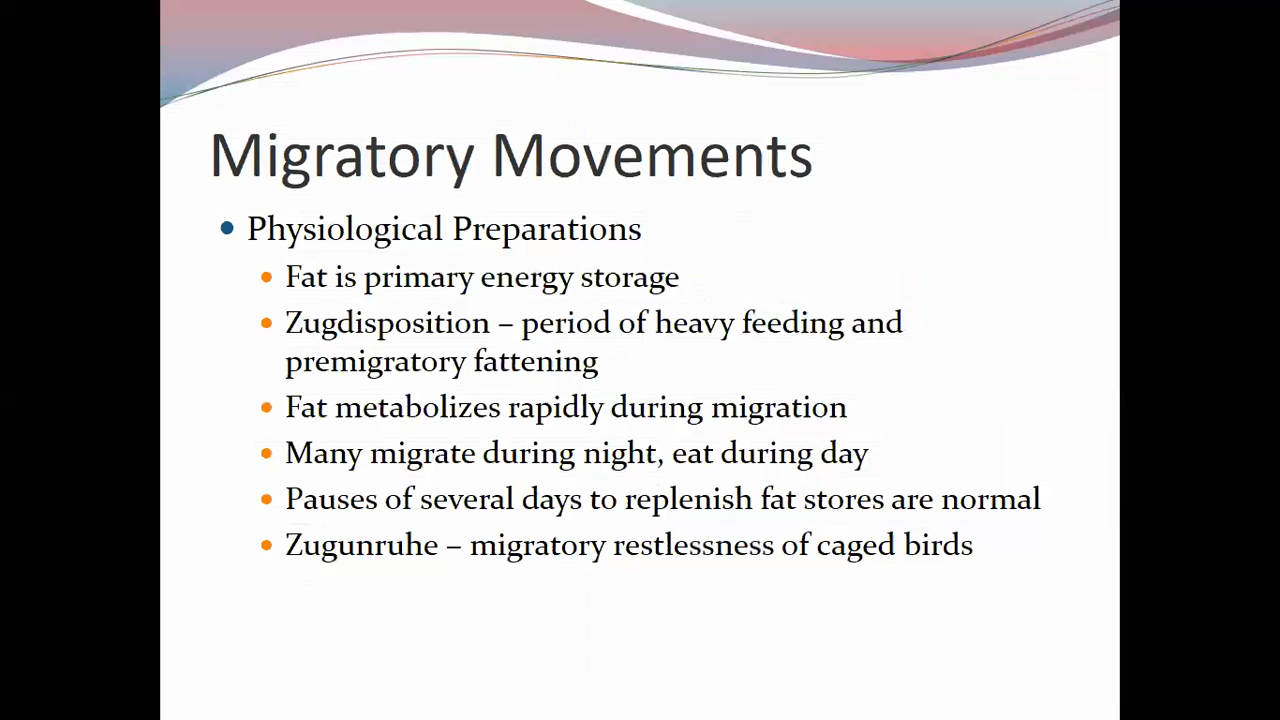 Migratory Movements
Physiological Preparations
Fat is primary energy storage
Zugdisposition – period of heavy feeding and
premigratory fattening
Fat metabolizes rapidly during migration
Many migrate during night, eat during day
Pauses of several days to replenish fat stores are normal
Zugunruhe – migratory restlessness of caged birds